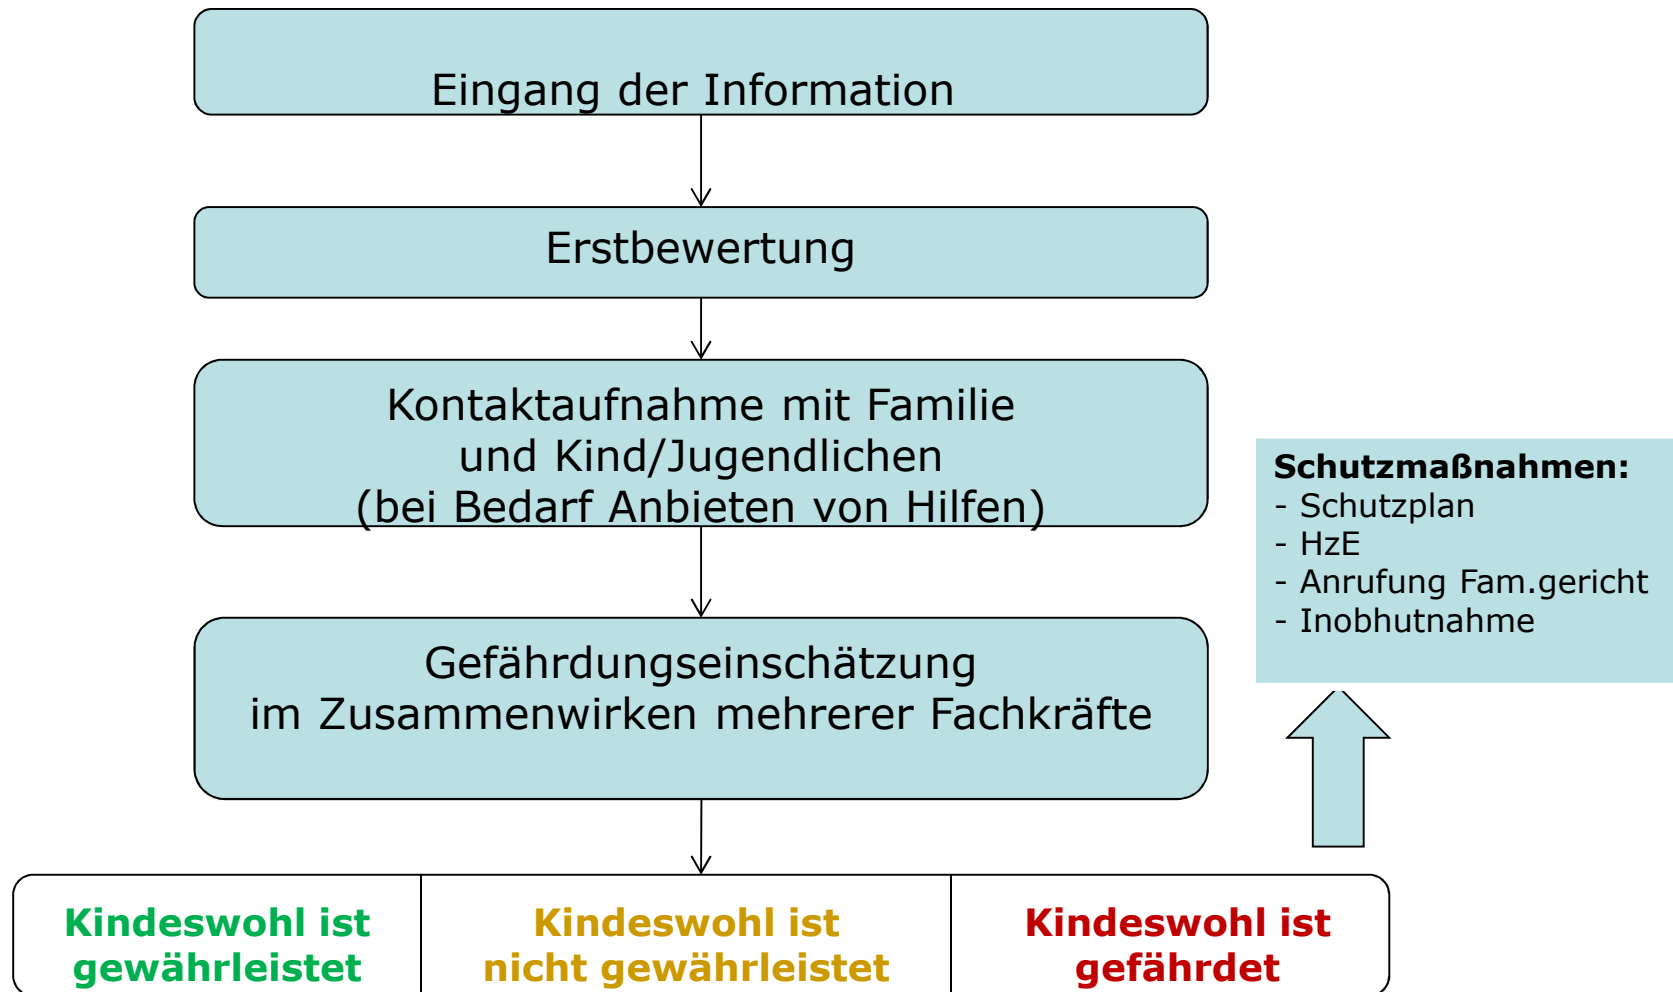 Eingang der Information
Erstbewertung
Kontaktaufnahme mit Familie
und Kind/Jugendlichen
(bei Bedarf Anbieten von Hilfen)
Gefährdungseinschätzung
im Zusammenwirken mehrerer Fachkräfte
Schutzmaßnahmen:
- Schutzplan
- HzE
- Anrufung Fam.gericht
- Inobhutnahme
Kindeswohl ist
gewährleistet
Kindeswohl ist
nicht gewährleistet
Kindeswohl ist
gefährdet